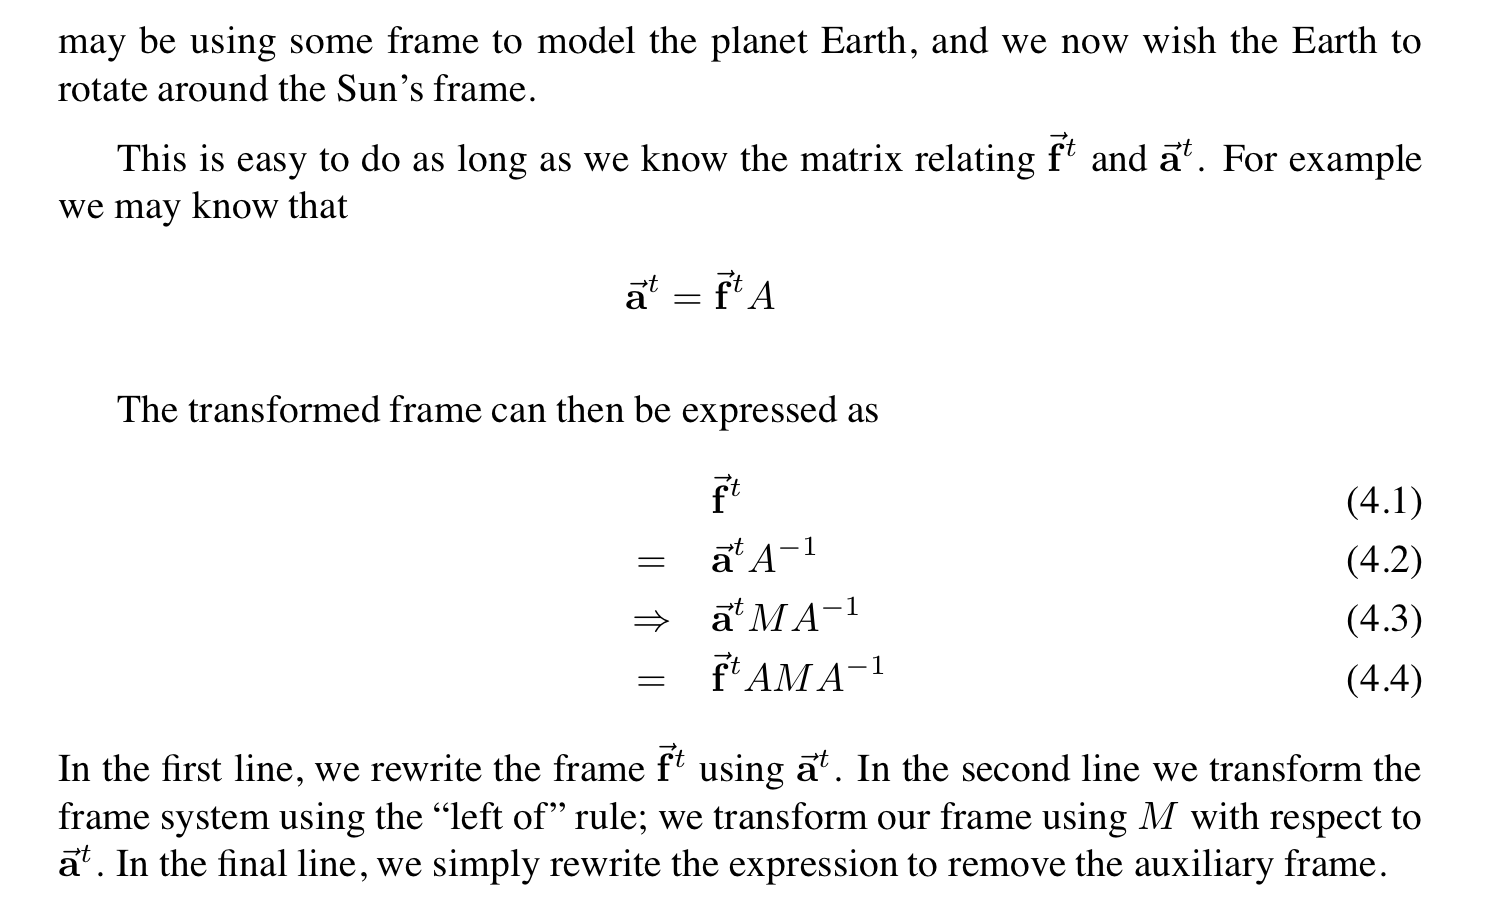 may be using some frame to model the planet Earth, and we now wish the Earth to
rotate around the Sun’s frame.
This is easy to do as long as we know the matrix relating $\vec{\mathbf{f}}^t$ and $\vec{\mathbf{a}}^t$. For example
we may know that
$\vec{\mathbf{a}}^t = \vec{\mathbf{f}}^t A$
The transformed frame can then be expressed as
$\vec{\mathbf{f}}^t$ (4.1)
$= \vec{\mathbf{a}}^t A^{-1}$ (4.2)
$\Rightarrow \vec{\mathbf{a}}^t M A^{-1}$ (4.3)
$= \vec{\mathbf{f}}^t A M A^{-1}$ (4.4)
In the first line, we rewrite the frame $\vec{\mathbf{f}}^t$ using $\vec{\mathbf{a}}^t$. In the second line we transform the
frame system using the “left of” rule; we transform our frame using $M$ with respect to
$\vec{\mathbf{a}}^t$. In the final line, we simply rewrite the expression to remove the auxiliary frame.